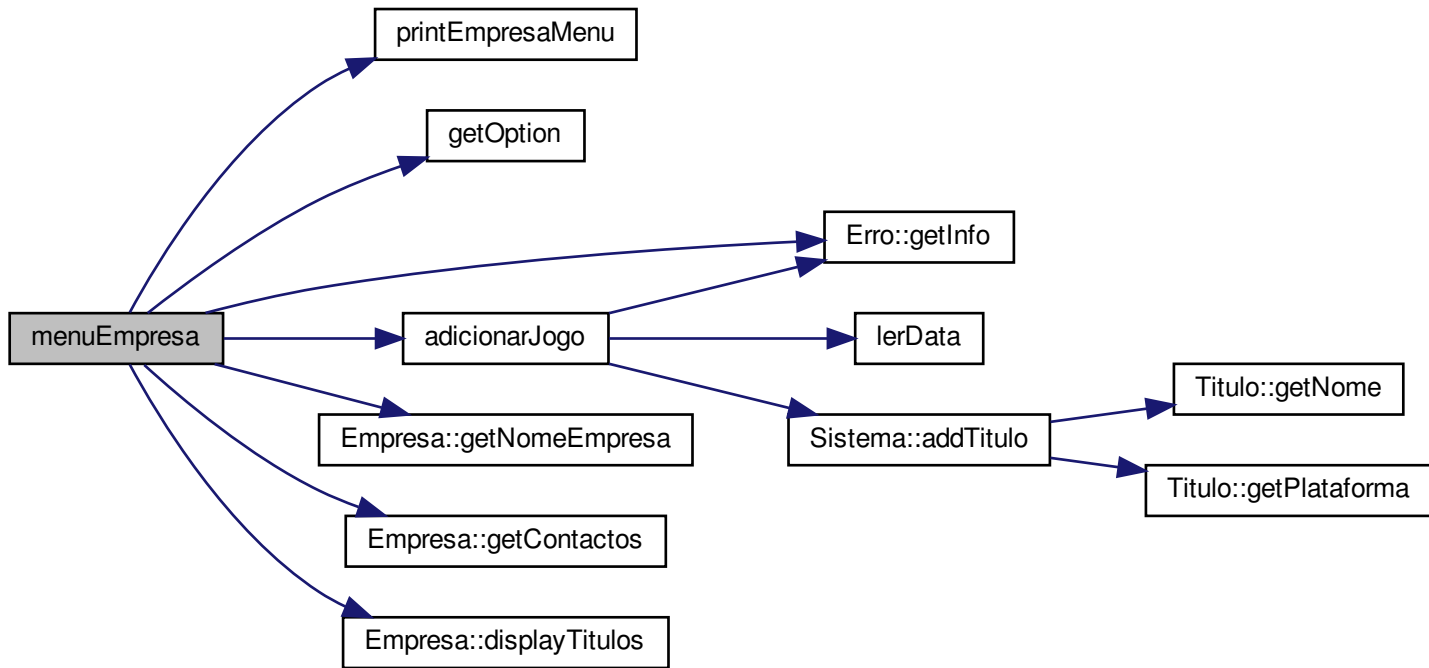 printEmpresaMenu
getOption
Erro::getInfo
menuEmpresa
adicionarJogo
lerData
Titulo::getNome
Empresa::getNomeEmpresa
Sistema::addTitulo
Titulo::getPlataforma
Empresa::getContactos
Empresa::displayTitulos